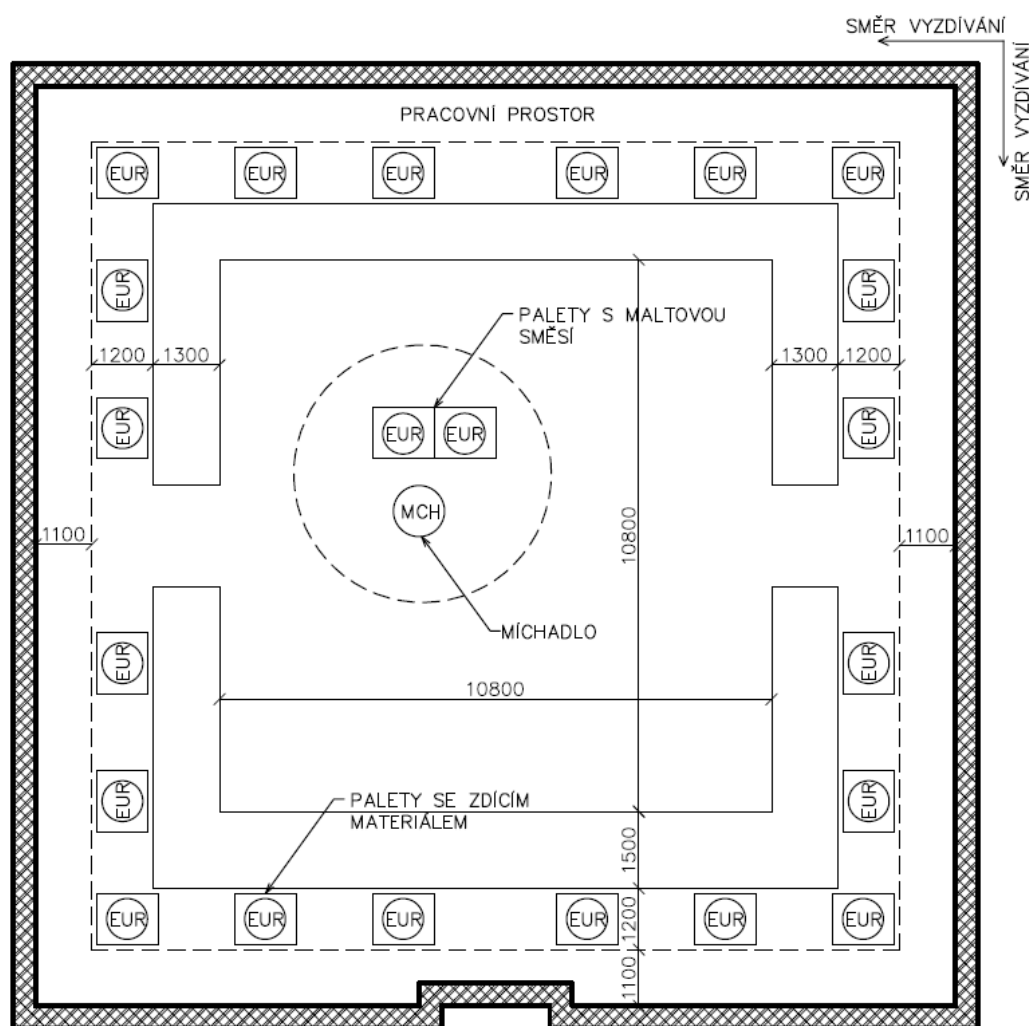 SMĚR VYZDÍVÁNÍ
SMĚR VYZDÍVÁNÍ
PRACOVNÍ PROSTOR
EUR
EUR
EUR
EUR
EUR
EUR
EUR
EUR
PALETY S MALTOVOU
SMĚSÍ
1200
1300
1300
1200
EUR
EUR
EUR
EUR
MCH
1100
10800
1100
MÍCHADLO
EUR
EUR
10800
EUR
PALETY SE ZDÍCÍM
MATERIÁLEM
EUR
1500
EUR
EUR
EUR
EUR
1200
EUR
EUR
1100